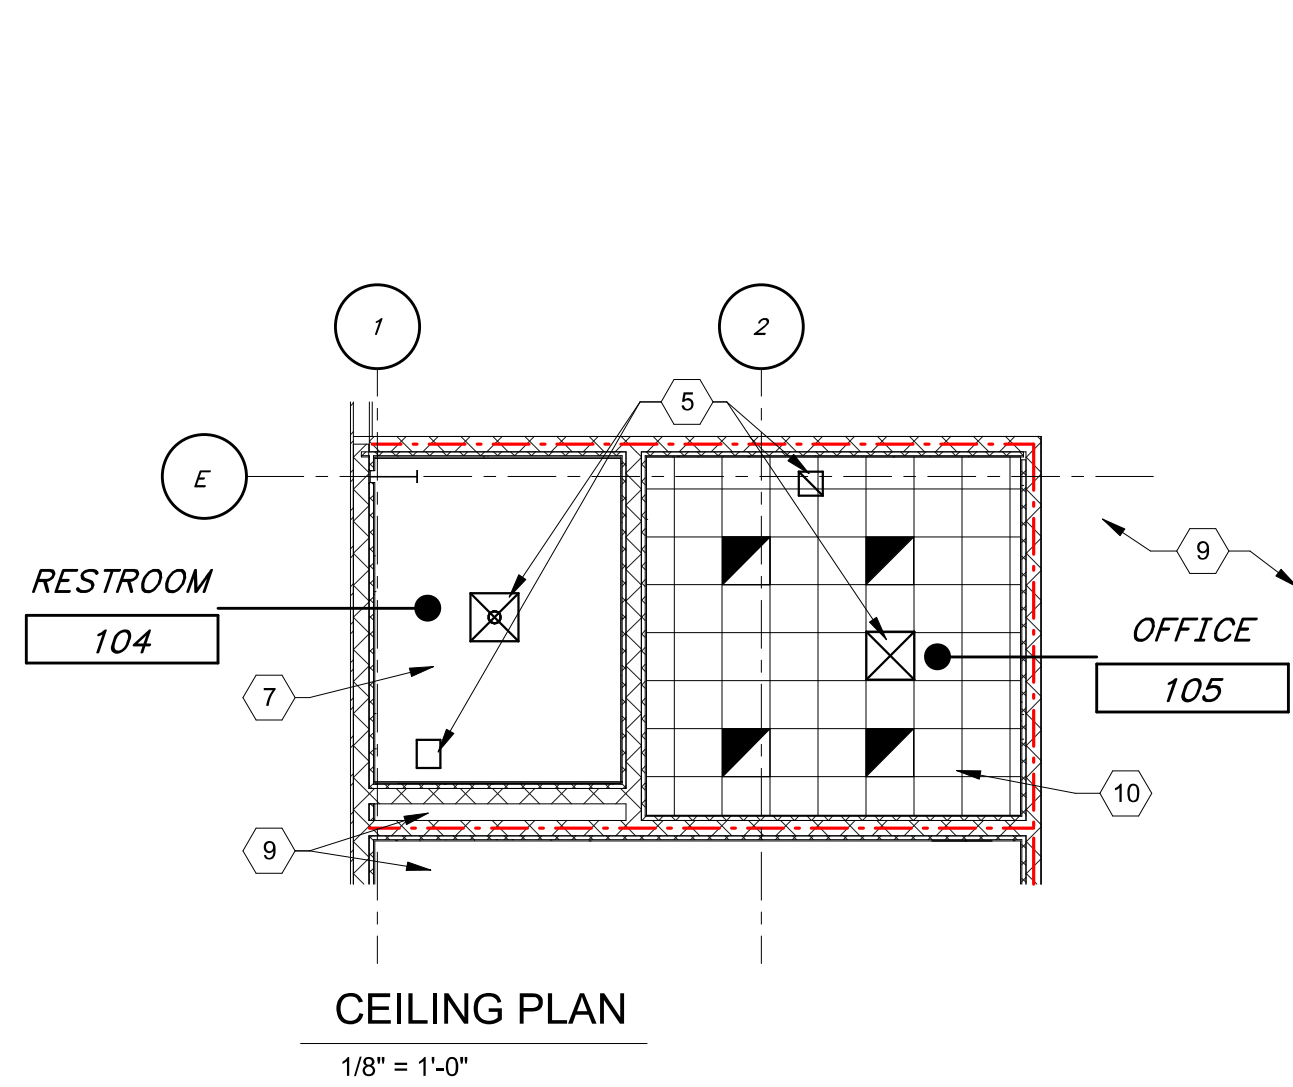 1
2
5
E
9
RESTROOM
104
OFFICE
105
7
10
9
CEILING PLAN
1/8" = 1'-0"